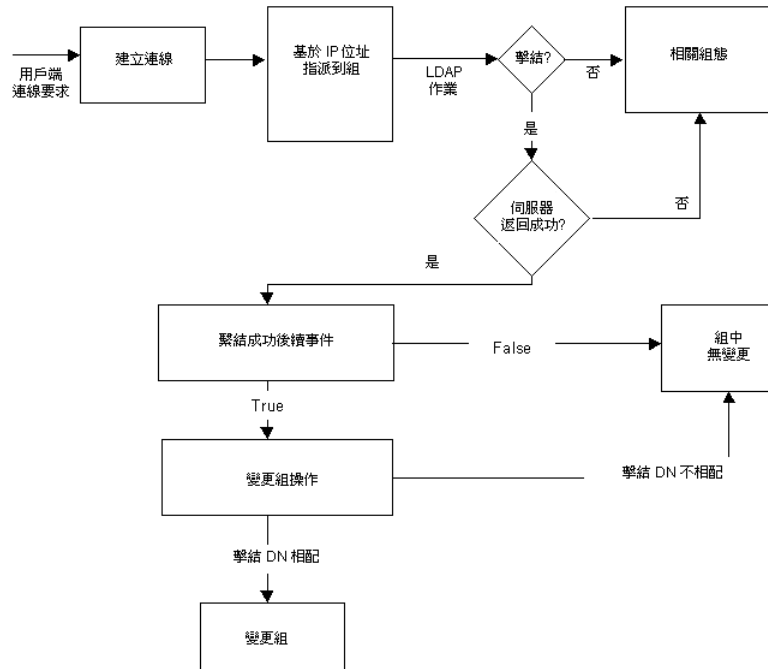 用戶端
連線要求
建立連線
基於 IP 位址
指派到組
LDAP
作業
擊結?
否
相關組態
是
伺服器
返回成功?
否
是
緊結成功後續事件
False
組中
無變更
True
變更組操作
擊結 DN 不相配
擊結 DN 相配
變更組